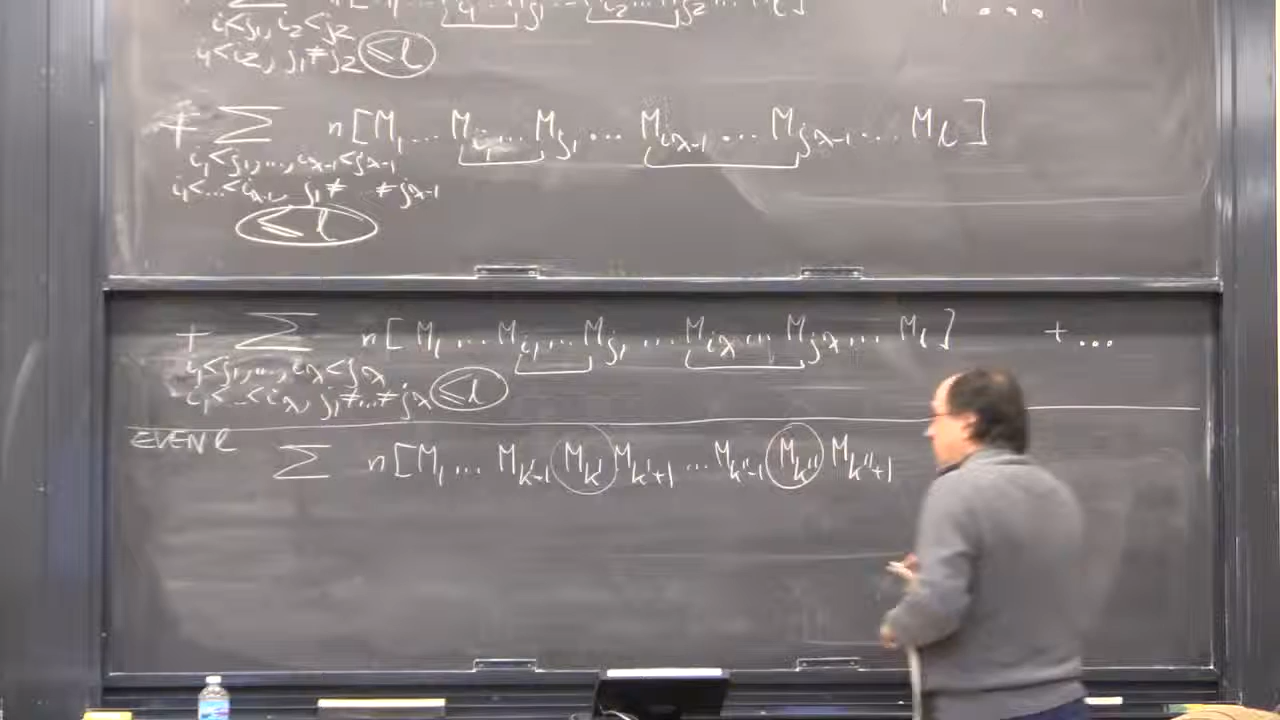 i₁<j₁, i₂<j₂
i₁<i₂, j₁≠j₂ ≤l
+ ∑ n[M₁ ... M_{i₁} ... M_{j₁} ... M_{i_{λ-1}} ... M_{j_{λ-1}} ... M_l]
i₁<j₁, ..., i_{λ-1}<j_{λ-1}
i₁<...<i_{λ-1}, j₁≠ ... ≠j_{λ-1}
≤ l
+ ∑ n[M₁ ... M_{i₁} ... M_{j₁} ... M_{i_λ} ... M_{j_λ} ... M_l] + ...
i₁<j₁, ..., i_λ<j_λ
i₁<...<i_λ, j₁≠...≠j_λ ≤l
EVEN l
∑ n[M₁ ... M_{k'-1} M_{k'} M_{k'+1} ... M_{k''-1} M_{k''} M_{k''+1}